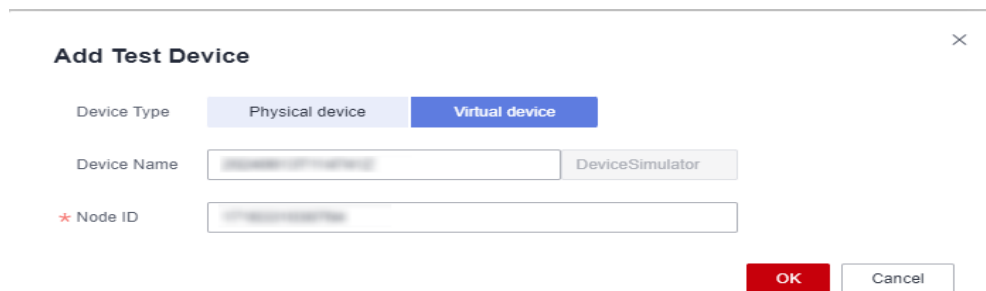 Add Test Device
×
Device Type Physical device Virtual device
Device Name DeviceSimulator
* Node ID
OK Cancel